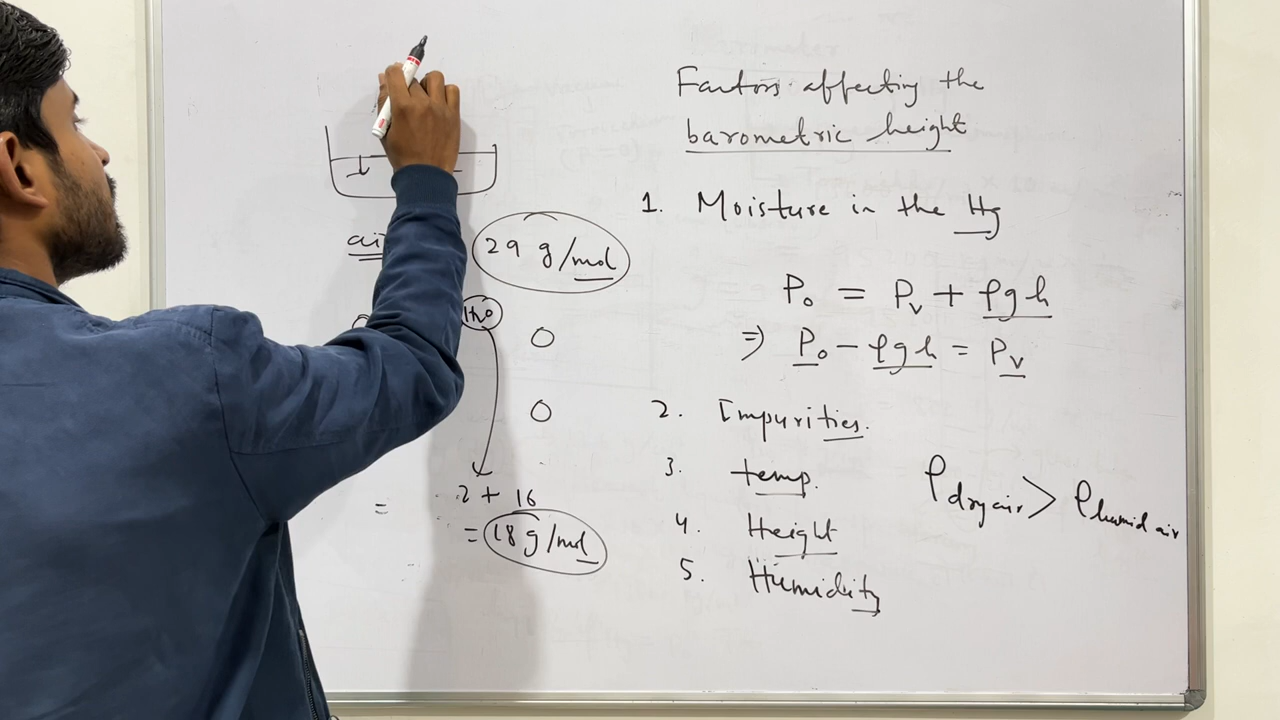 Factors affecting the
barometric height
1. Moisture in the Hg
P₀ = Pᵥ + ρgh
⇒ P₀ - ρgh = Pᵥ
2. Impurities.
3. temp.
4. Height
5. Humidity
ρ dry air > ρ humid air
29 g/mol
H₂O
O
O
2 + 16
=
= 18 g/mol